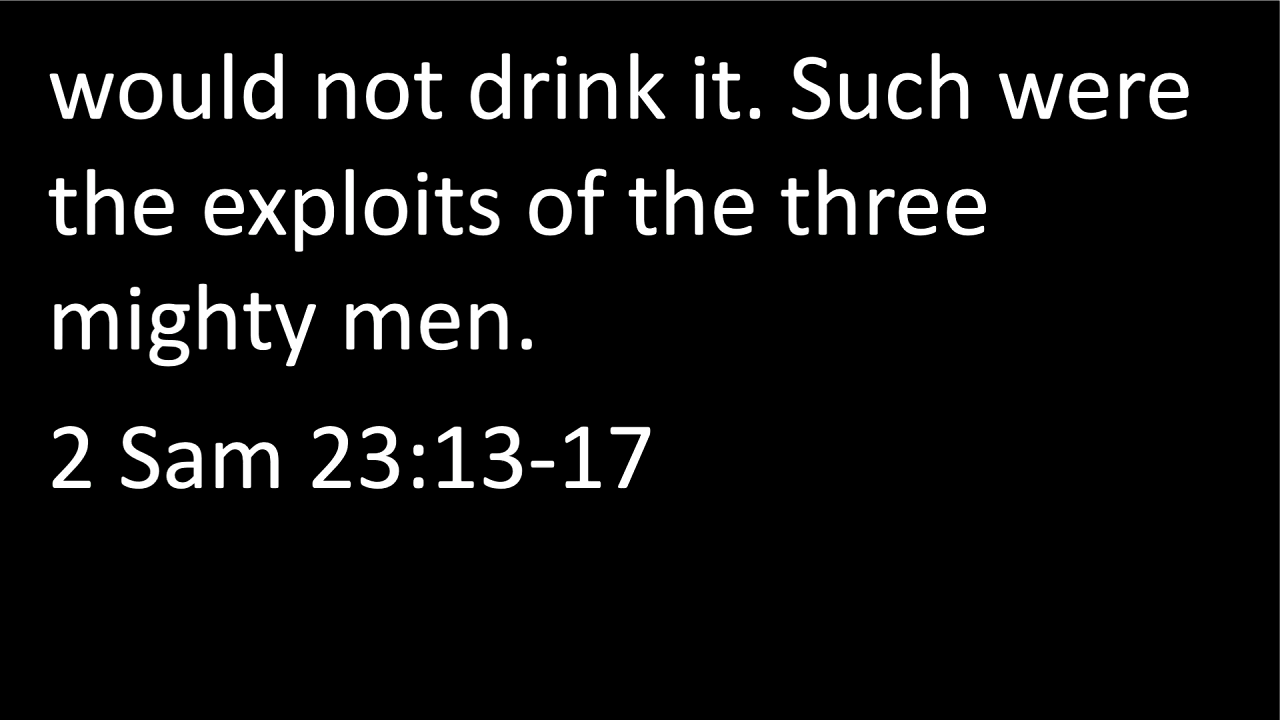 would not drink it. Such were
the exploits of the three
mighty men.
2 Sam 23:13-17